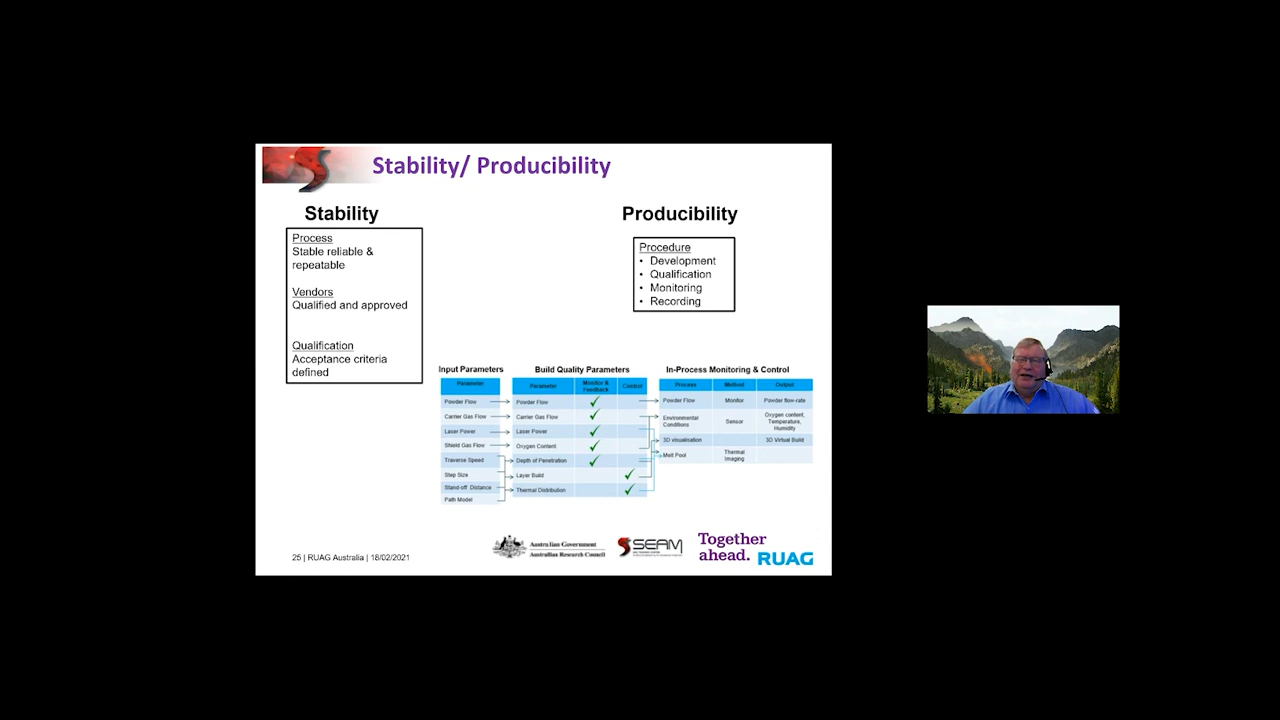 Stability/ Producibility
Stability
Process
Stable reliable &
repeatable
Vendors
Qualified and approved
Qualification
Acceptance criteria
defined
Producibility
Procedure
• Development
• Qualification
• Monitoring
• Recording
Input Parameters
Parameter
Powder Flow
Carrier Gas Flow
Laser Power
Shield Gas Flow
Traverse Speed
Step Size
Stand-off Distance
Path Model
Build Quality Parameters
Parameter Monitor & Feedback Control
Powder Flow ✓
Carrier Gas Flow ✓
Laser Power ✓
Oxygen Content ✓
Depth of Penetration ✓
Layer Build ✓
Thermal Distribution ✓
In-Process Monitoring & Control
Process Method Output
Powder Flow Monitor Powder flow-rate
Environmental Conditions Sensor Oxygen content, Temperature, Humidity
3D visualisation 3D Virtual Build
Melt Pool Thermal Imaging
25 | RUAG Australia | 18/02/2021
Australian Government
Australian Research Council
SEAM
Together
ahead. RUAG